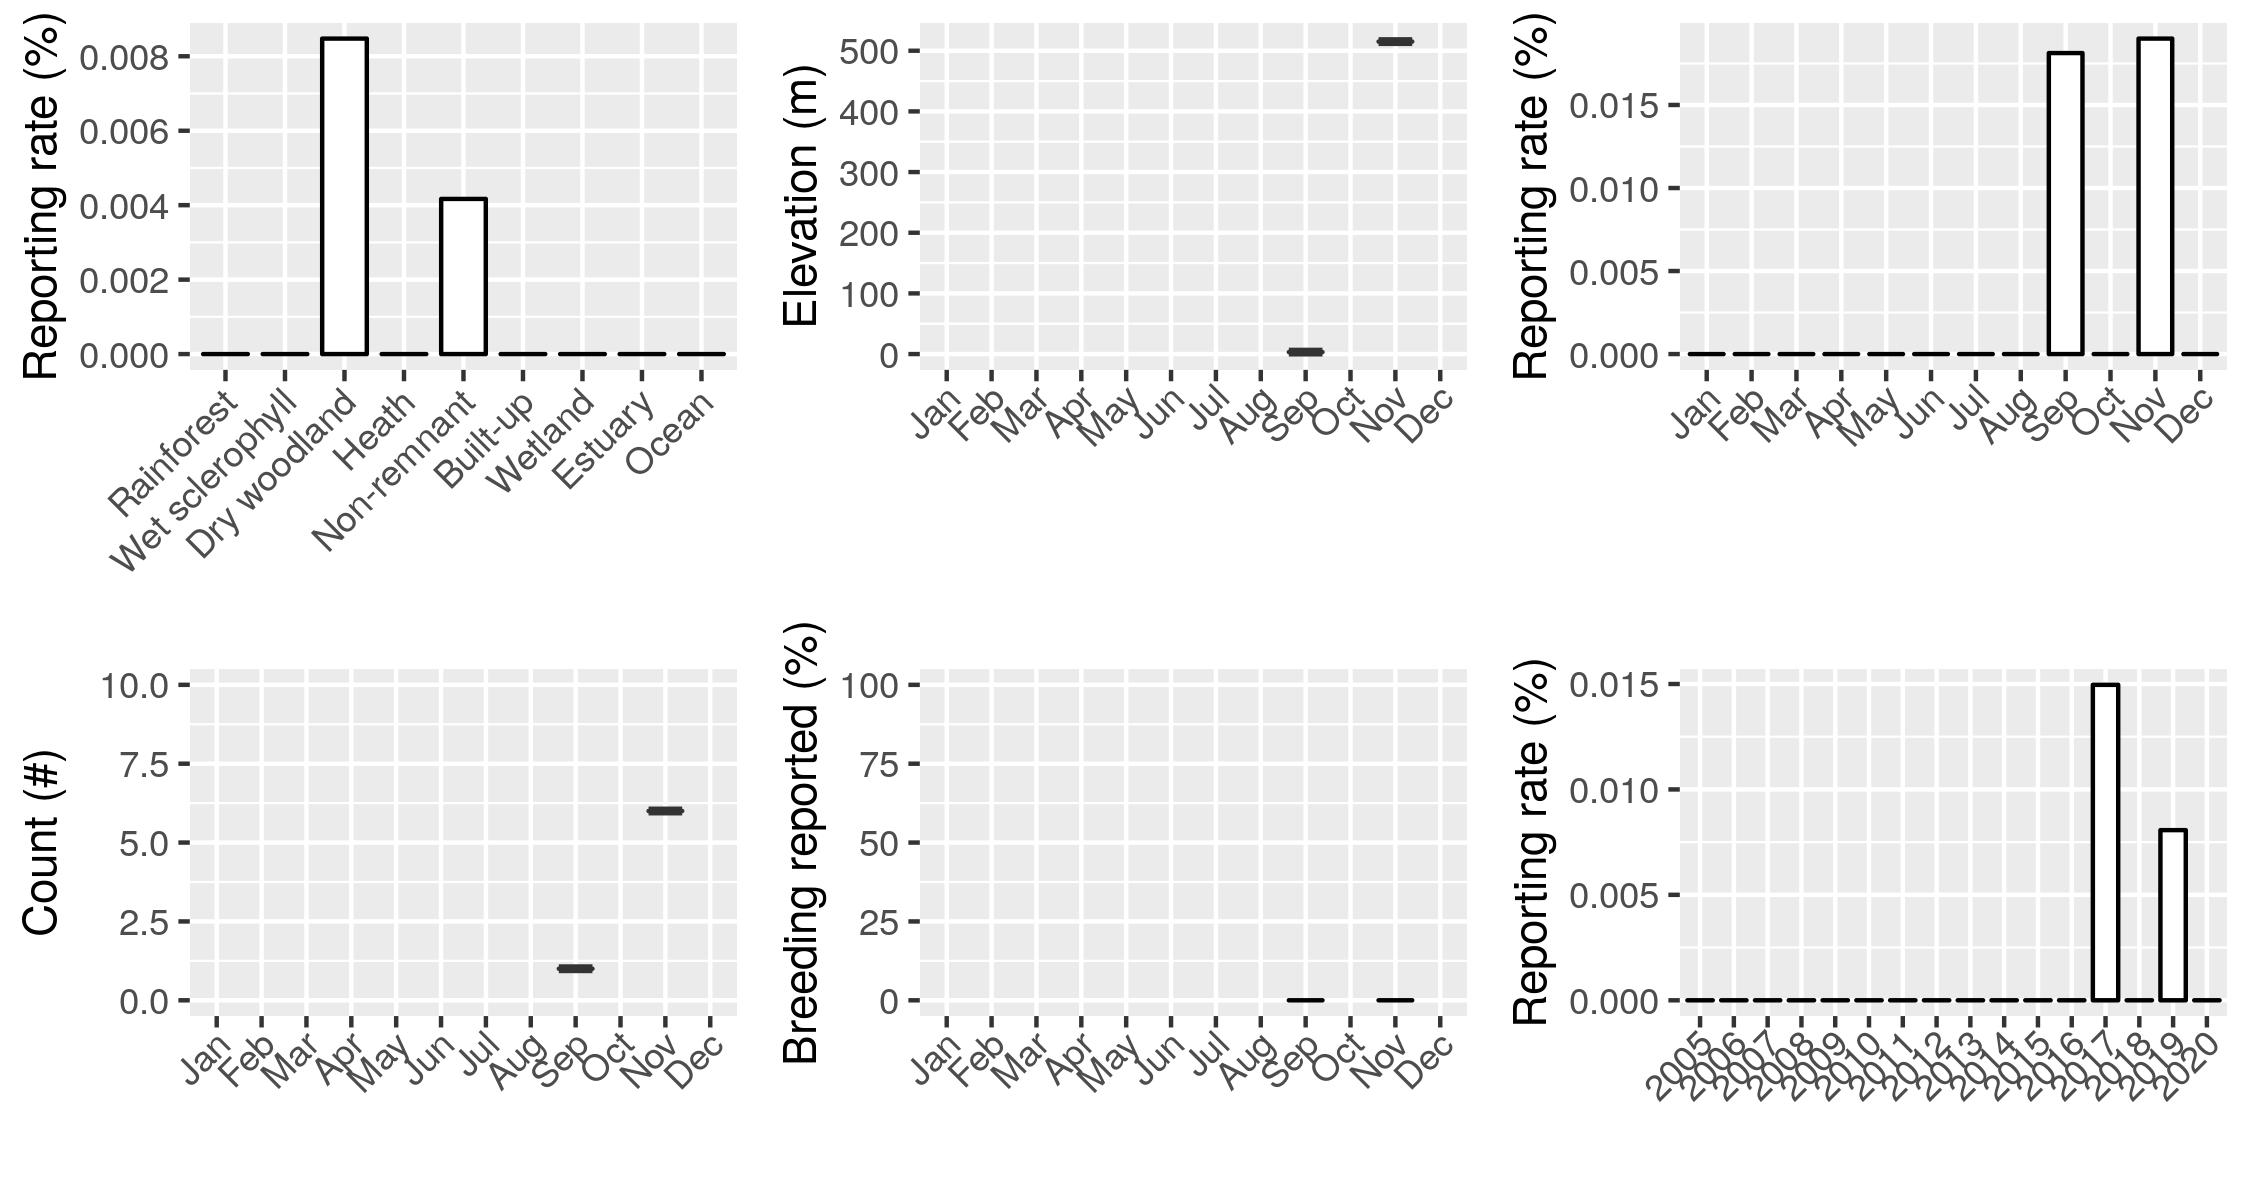 Reporting rate (%)
0.008
0.006
0.004
0.002
0.000
Rainforest
Wet sclerophyll
Dry woodland
Heath
Non-remnant
Built-up
Wetland
Estuary
Ocean
Elevation (m)
500
400
300
200
100
0
Jan
Feb
Mar
Apr
May
Jun
Jul
Aug
Sep
Oct
Nov
Dec
Reporting rate (%)
0.015
0.010
0.005
0.000
Jan
Feb
Mar
Apr
May
Jun
Jul
Aug
Sep
Oct
Nov
Dec
Count (#)
10.0
7.5
5.0
2.5
0.0
Jan
Feb
Mar
Apr
May
Jun
Jul
Aug
Sep
Oct
Nov
Dec
Breeding reported (%)
100
75
50
25
0
Jan
Feb
Mar
Apr
May
Jun
Jul
Aug
Sep
Oct
Nov
Dec
Reporting rate (%)
0.015
0.010
0.005
0.000
2005
2006
2007
2008
2009
2010
2011
2012
2013
2014
2015
2016
2017
2018
2019
2020